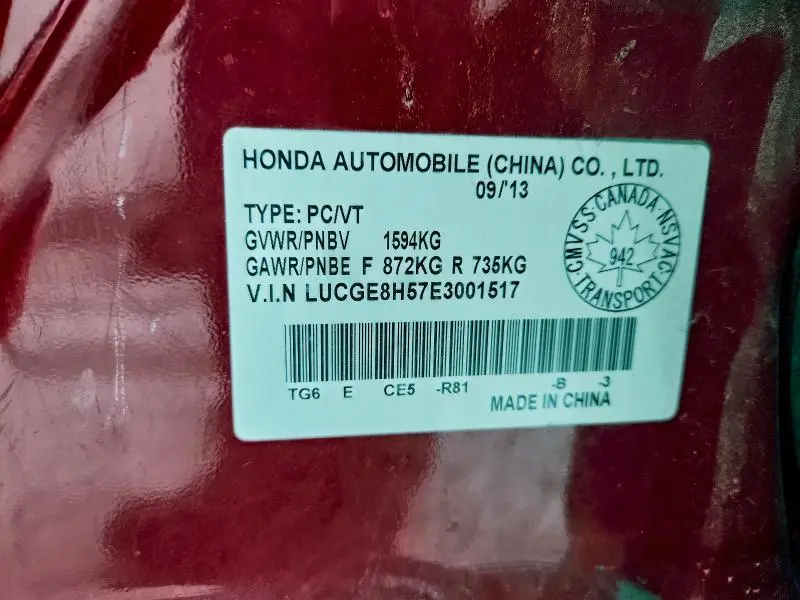 HONDA AUTOMOBILE (CHINA) CO. , LTD.
09/'13
TYPE: PC/VT
GVWR/PNBV 1594KG
GAWR/PNBE F 872KG R 735KG
V.I.N LUCGE8H57E3001517
CMVSS·CANADA·NSVAC
942
TRANSPORT
TG6 E CE5 -R81 -B -3
MADE IN CHINA